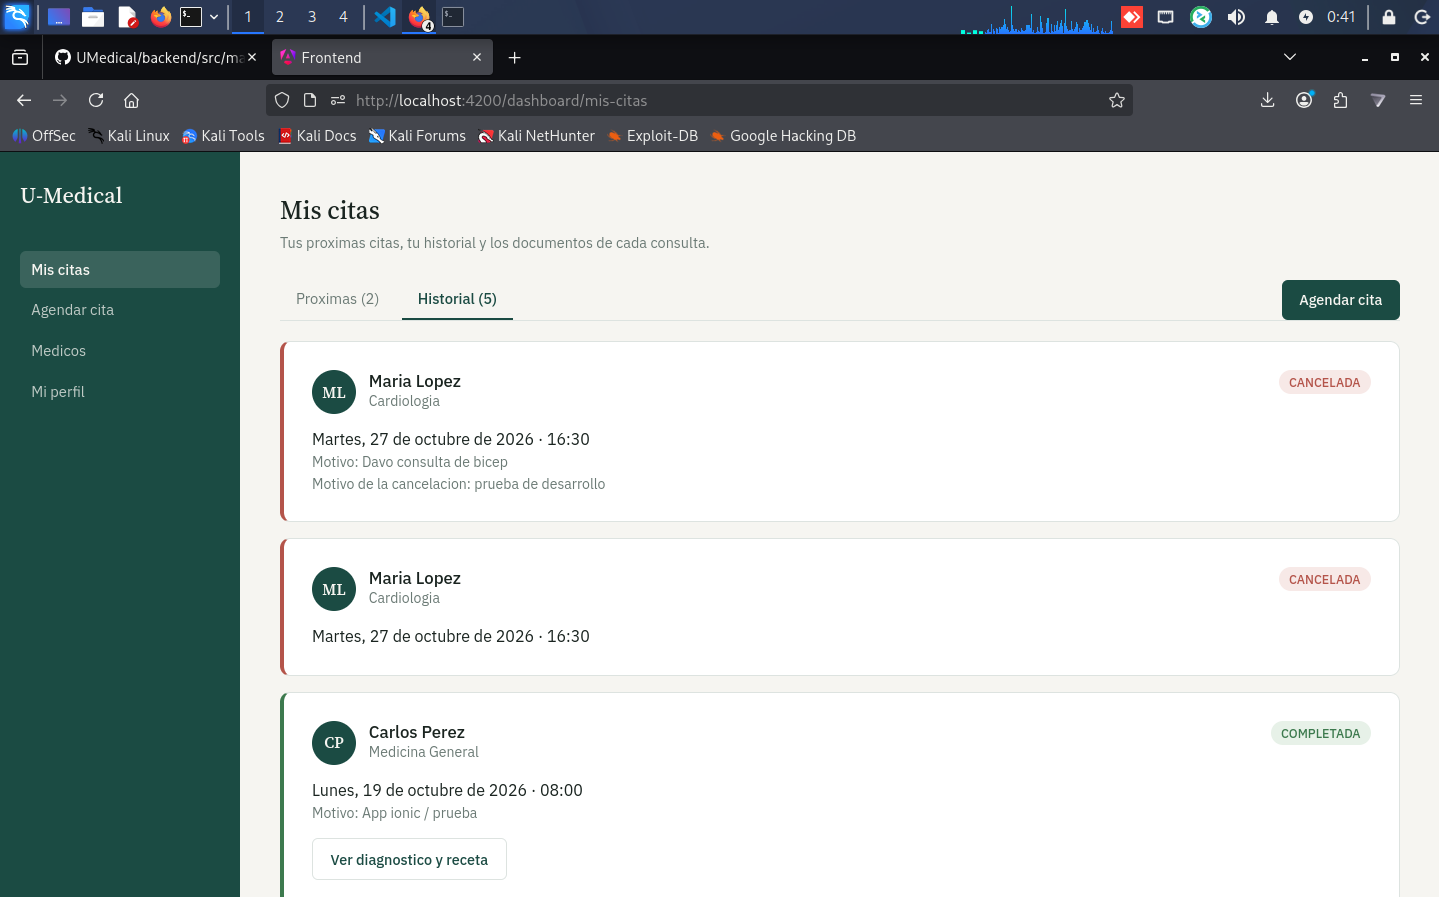 1 2 3 4 0:41
UMedical/backend/src/ma
Frontend
http://localhost:4200/dashboard/mis-citas
OffSec Kali Linux Kali Tools Kali Docs Kali Forums Kali NetHunter Exploit-DB Google Hacking DB
U-Medical
Mis citas
Agendar cita
Medicos
Mi perfil
Mis citas
Tus proximas citas, tu historial y los documentos de cada consulta.
Proximas (2) Historial (5) Agendar cita
ML Maria Lopez CANCELADA
Cardiologia
Martes, 27 de octubre de 2026 · 16:30
Motivo: Davo consulta de bicep
Motivo de la cancelacion: prueba de desarrollo
ML Maria Lopez CANCELADA
Cardiologia
Martes, 27 de octubre de 2026 · 16:30
CP Carlos Perez COMPLETADA
Medicina General
Lunes, 19 de octubre de 2026 · 08:00
Motivo: App ionic / prueba
Ver diagnostico y receta